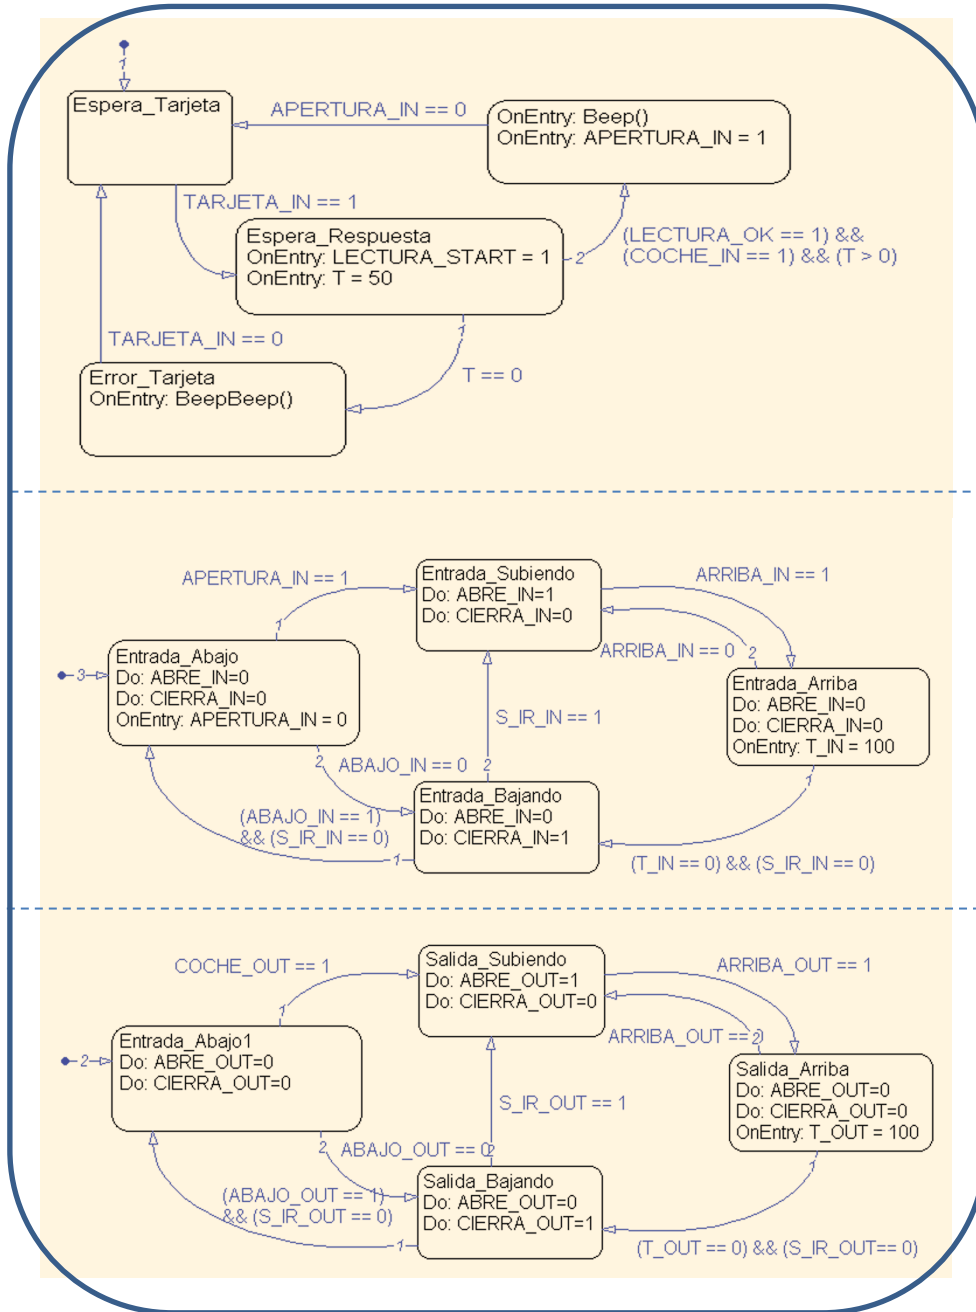 1
Espera_Tarjeta
APERTURA_IN == 0
OnEntry: Beep()
OnEntry: APERTURA_IN = 1
TARJETA_IN == 1
Espera_Respuesta
OnEntry: LECTURA_START = 1
OnEntry: T = 50
2
(LECTURA_OK == 1) &&
(COCHE_IN == 1) && (T > 0)
1
TARJETA_IN == 0
T == 0
Error_Tarjeta
OnEntry: BeepBeep()
APERTURA_IN == 1
Entrada_Subiendo
Do: ABRE_IN=1
Do: CIERRA_IN=0
ARRIBA_IN == 1
1
1
ARRIBA_IN == 0
2
3
Entrada_Abajo
Do: ABRE_IN=0
Do: CIERRA_IN=0
OnEntry: APERTURA_IN = 0
Entrada_Arriba
Do: ABRE_IN=0
Do: CIERRA_IN=0
OnEntry: T_IN = 100
S_IR_IN == 1
2
ABAJO_IN == 0
2
1
Entrada_Bajando
Do: ABRE_IN=0
Do: CIERRA_IN=1
(ABAJO_IN == 1)
&& (S_IR_IN == 0)
1
(T_IN == 0) && (S_IR_IN == 0)
COCHE_OUT == 1
Salida_Subiendo
Do: ABRE_OUT=1
Do: CIERRA_OUT=0
ARRIBA_OUT == 1
1
1
ARRIBA_OUT ==
2
2
Entrada_Abajo1
Do: ABRE_OUT=0
Do: CIERRA_OUT=0
Salida_Arriba
Do: ABRE_OUT=0
Do: CIERRA_OUT=0
OnEntry: T_OUT = 100
S_IR_OUT == 1
2
ABAJO_OUT == 0
2
1
Salida_Bajando
Do: ABRE_OUT=0
Do: CIERRA_OUT=1
(ABAJO_OUT == 1)
&& (S_IR_OUT == 0)
1
(T_OUT == 0) && (S_IR_OUT== 0)